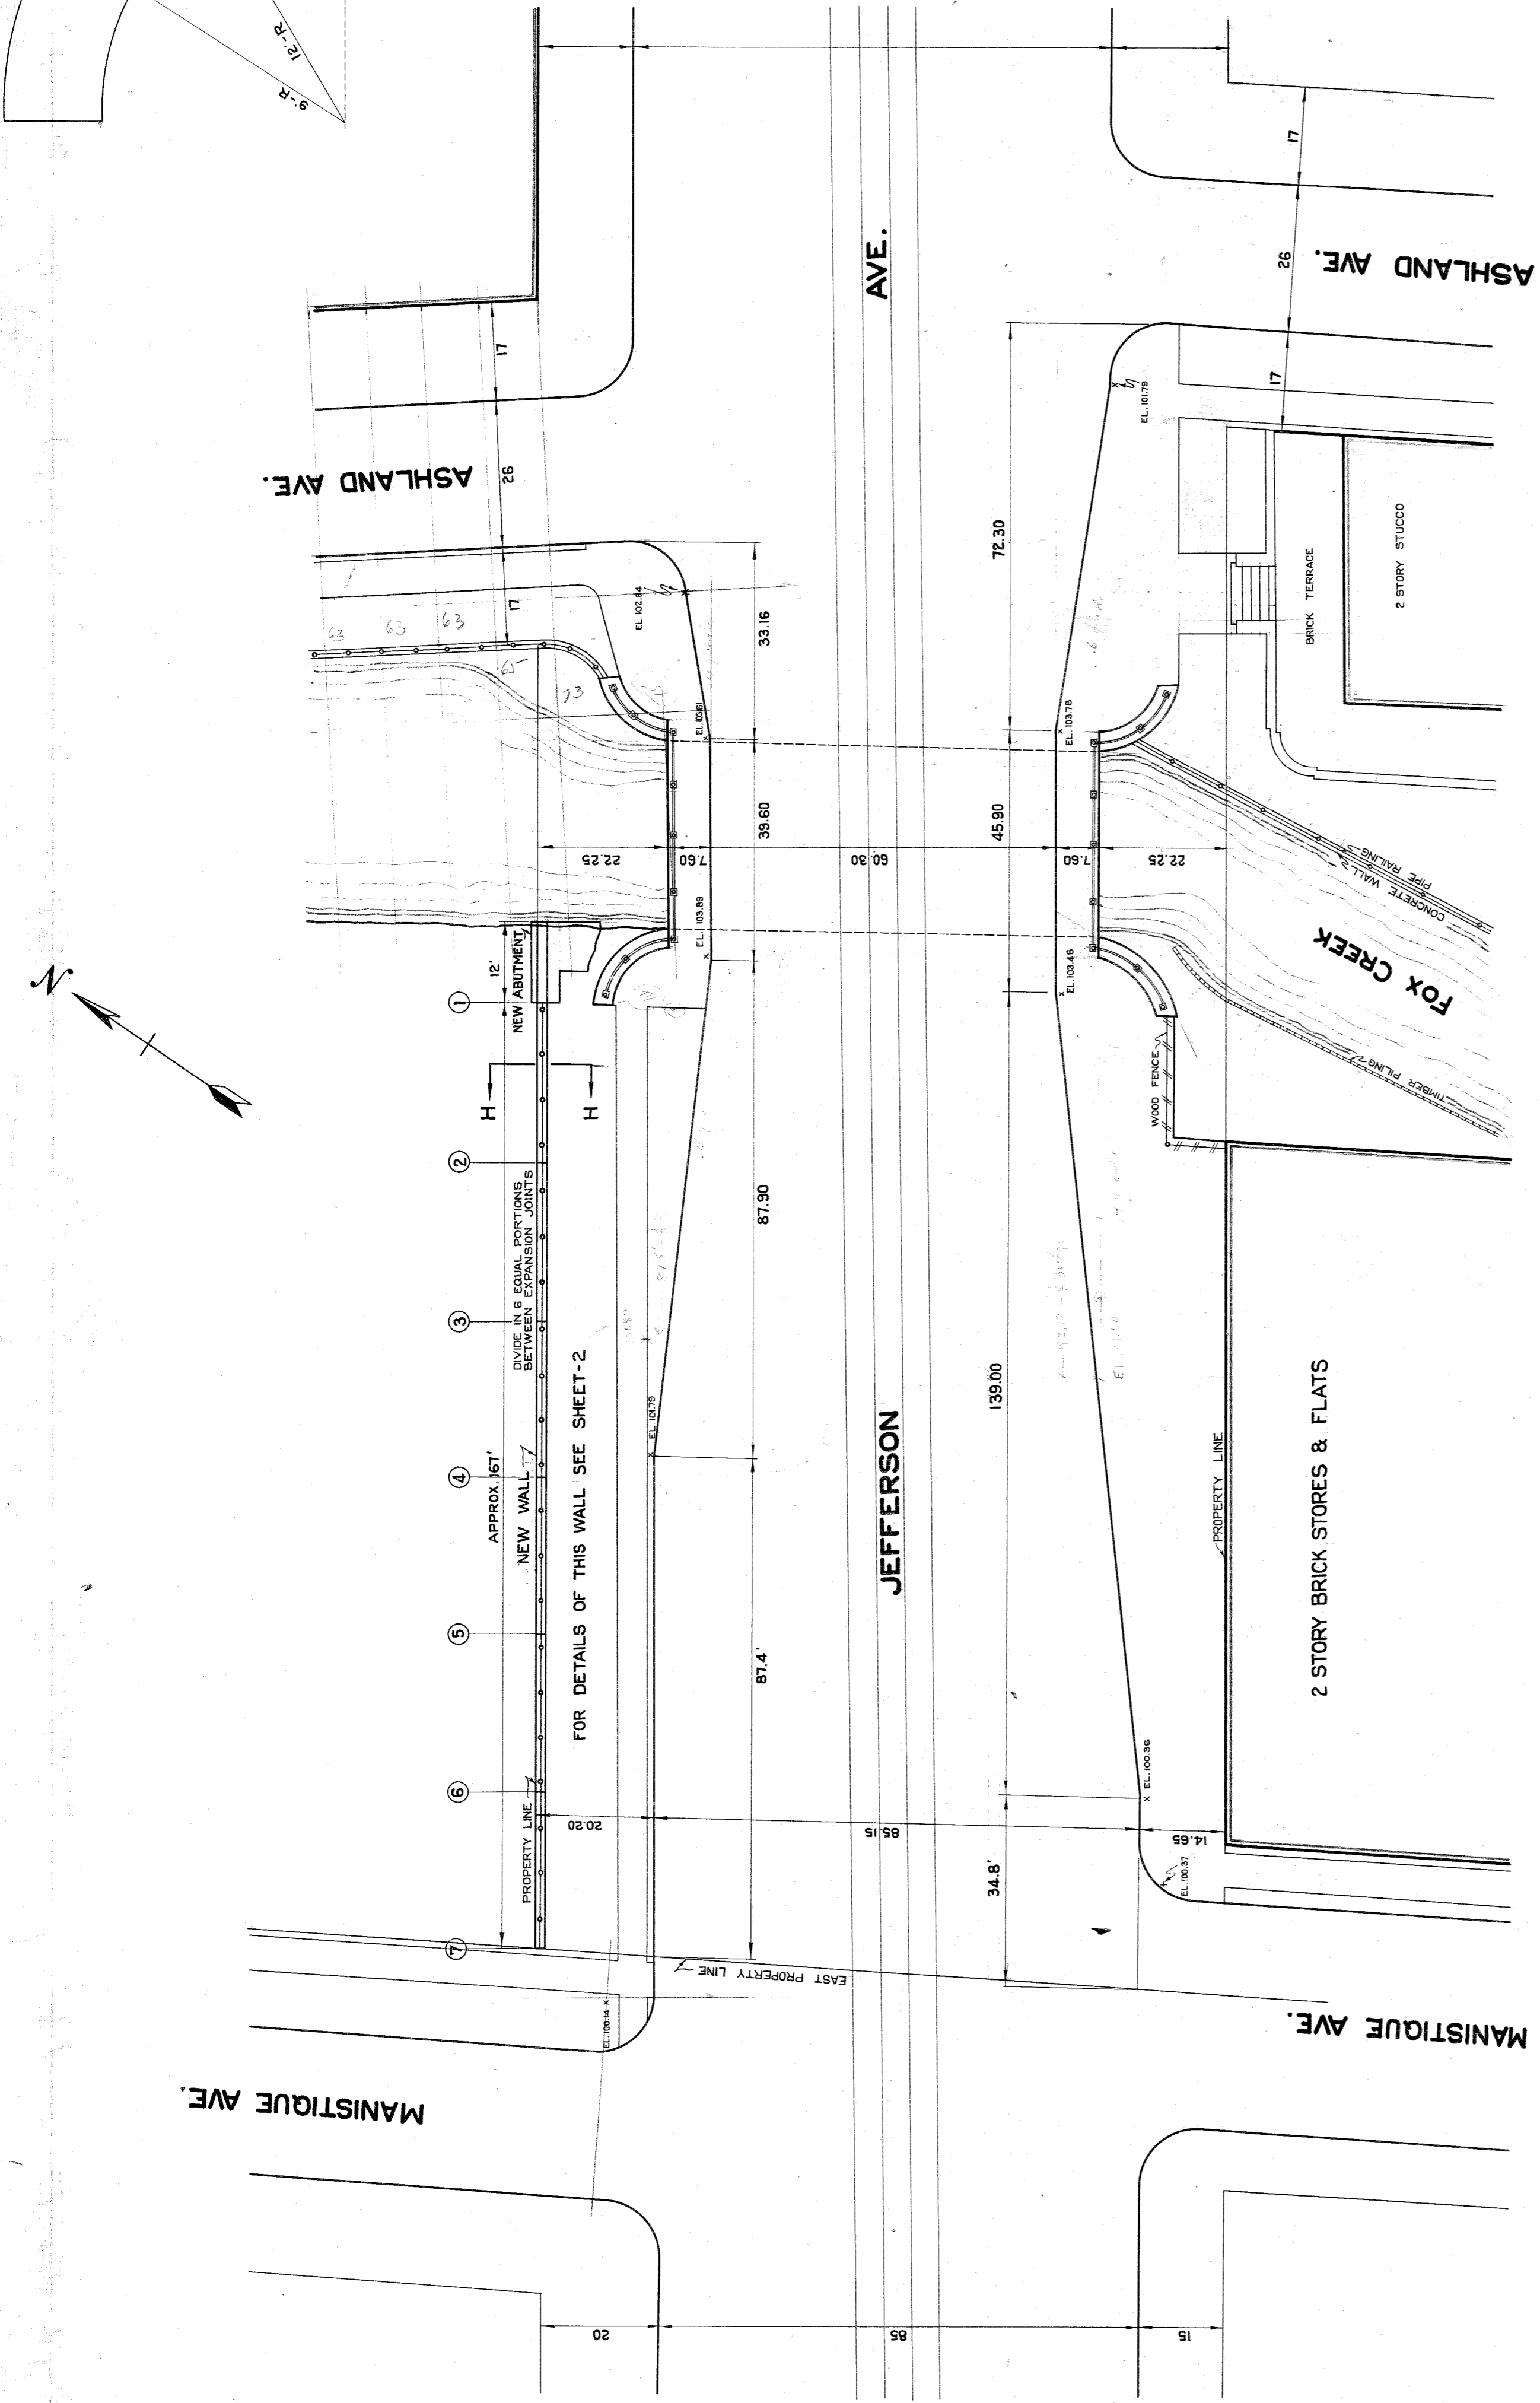 9'-R
12'-R
N
ASHLAND AVE.
17
26
17
63
63
63
65
73
EL. 102.84
33.16
EL. 103.61
39.60
22.25
7.60
60.30
7.60
22.25
EL. 103.89
NEW ABUTMENT
12'
1
H
H
2
DIVIDE IN 6 EQUAL PORTIONS
BETWEEN EXPANSION JOINTS
3
87.90
FOR DETAILS OF THIS WALL SEE SHEET-2
EL. 101.79
4
APPROX. 167'
NEW WALL
5
87.4'
6
PROPERTY LINE
20.20
85.15
14.65
7
EAST PROPERTY LINE
EL. 100.14
MANISTIQUE AVE.
20
85
15
JEFFERSON
AVE.
17
26
17
ASHLAND AVE.
EL. 101.79
72.30
2 STORY STUCCO
BRICK TERRACE
EL. 103.78
45.90
EL. 103.48
PIPE RAILING
CONCRETE WALL
FOX CREEK
TIMBER PILING
WOOD FENCE
139.00
PROPERTY LINE
2 STORY BRICK STORES & FLATS
EL. 100.36
34.8'
EL. 100.37
MANISTIQUE AVE.